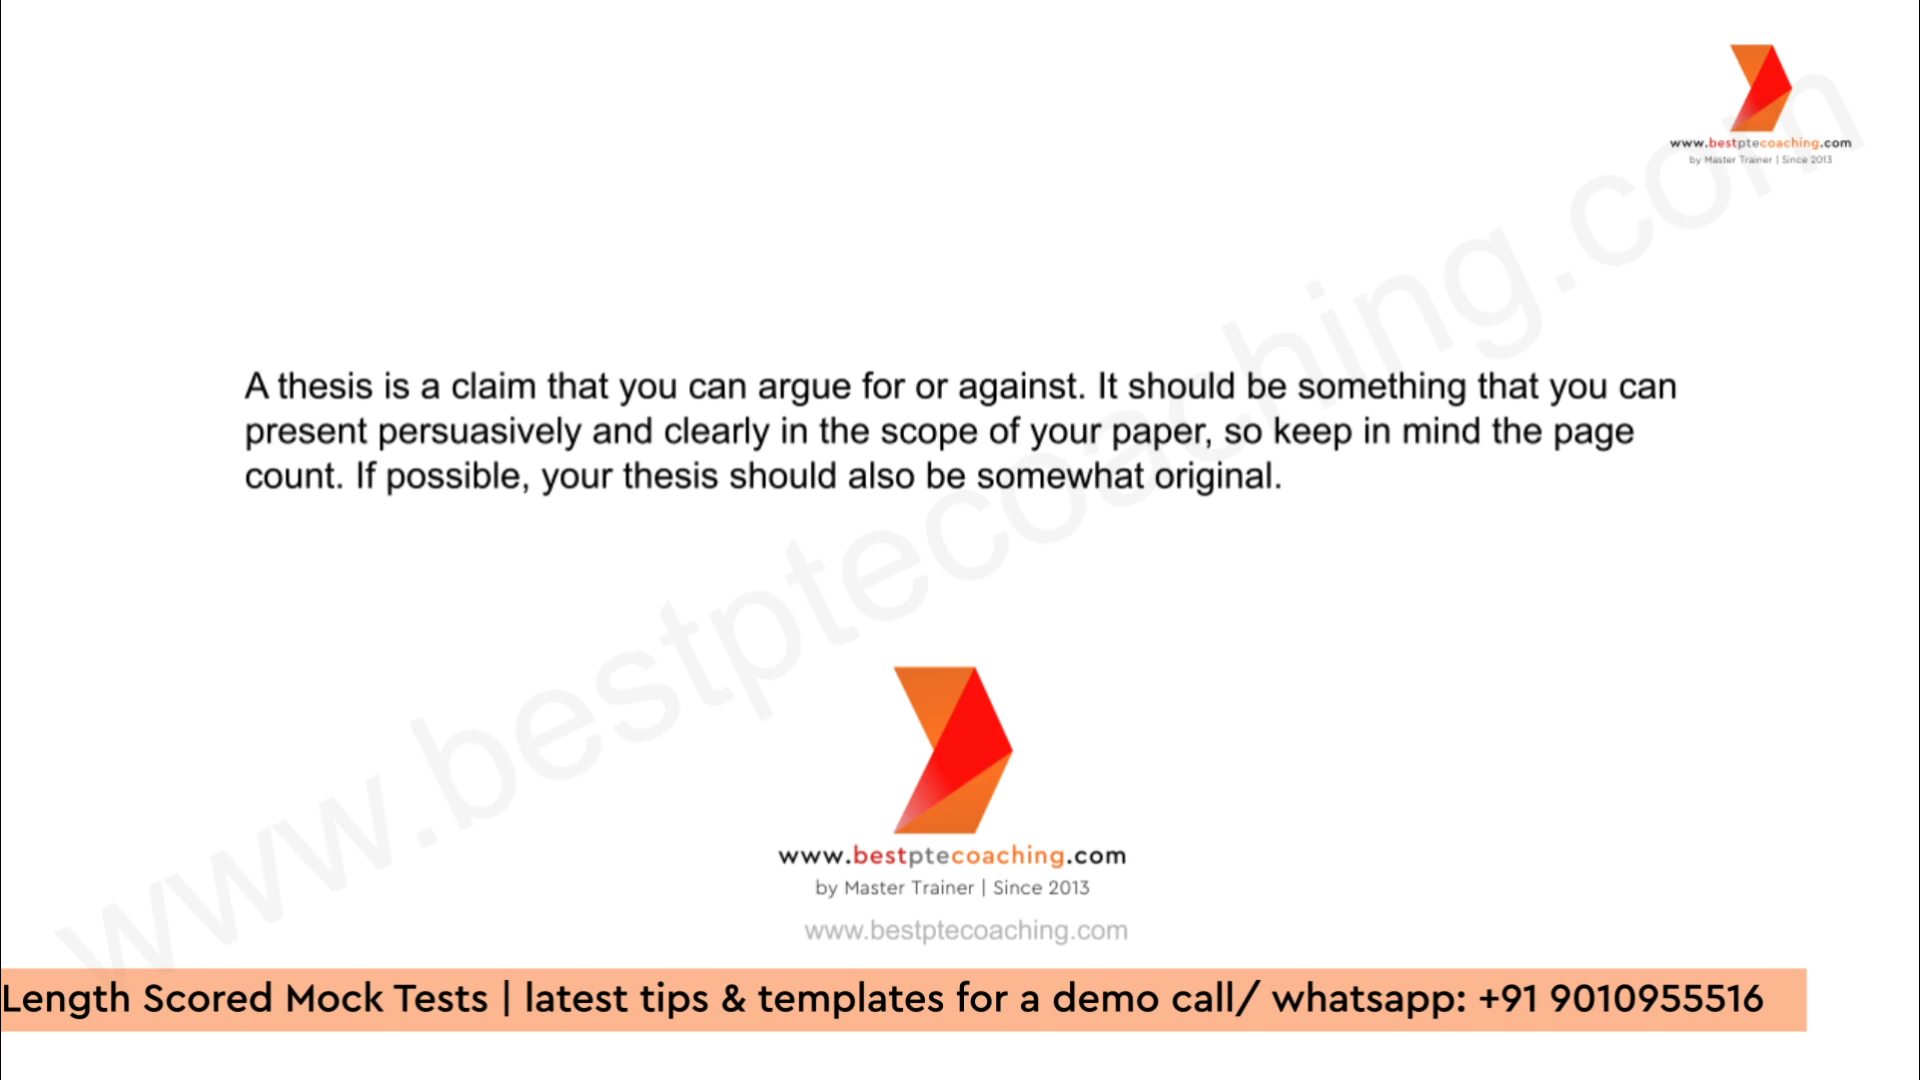 www.bestptecoaching.com
by Master Trainer | Since 2013
A thesis is a claim that you can argue for or against. It should be something that you can
present persuasively and clearly in the scope of your paper, so keep in mind the page
count. If possible, your thesis should also be somewhat original.
www.bestptecoaching.com
www.bestptecoaching.com
by Master Trainer | Since 2013
www.bestptecoaching.com
Length Scored Mock Tests | latest tips & templates for a demo call/ whatsapp: +91 9010955516